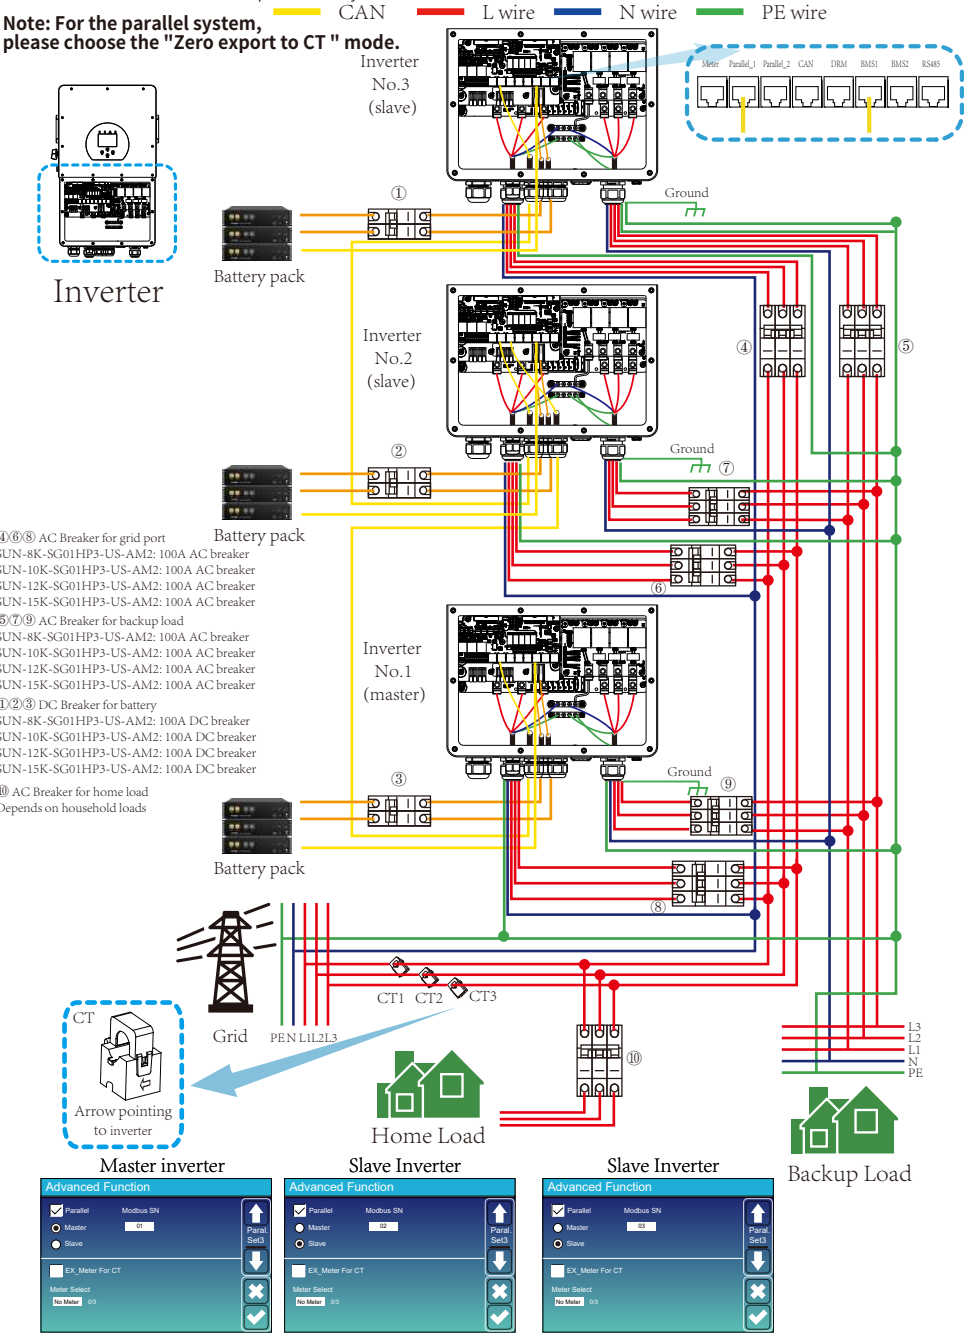 CAN
L wire
N wire
PE wire
Note: For the parallel system,
please choose the "Zero export to CT " mode.
Inverter
No.3
(slave)
Meter
Parallel_1
Parallel_2
CAN
DRM
BMS1
BMS2
RS485
①
Ground
Battery pack
Inverter
Inverter
No.2
(slave)
④
⑤
②
Ground
⑦
Battery pack
④⑥⑧ AC Breaker for grid port
SUN-8K-SG01HP3-US-AM2: 100A AC breaker
SUN-10K-SG01HP3-US-AM2: 100A AC breaker
SUN-12K-SG01HP3-US-AM2: 100A AC breaker
SUN-15K-SG01HP3-US-AM2: 100A AC breaker
⑤⑦⑨ AC Breaker for backup load
SUN-8K-SG01HP3-US-AM2: 100A AC breaker
SUN-10K-SG01HP3-US-AM2: 100A AC breaker
SUN-12K-SG01HP3-US-AM2: 100A AC breaker
SUN-15K-SG01HP3-US-AM2: 100A AC breaker
①②③ DC Breaker for battery
SUN-8K-SG01HP3-US-AM2: 100A DC breaker
SUN-10K-SG01HP3-US-AM2: 100A DC breaker
SUN-12K-SG01HP3-US-AM2: 100A DC breaker
SUN-15K-SG01HP3-US-AM2: 100A DC breaker
⑩ AC Breaker for home load
Depends on household loads
⑥
Inverter
No.1
(master)
③
Ground
⑨
Battery pack
⑧
CT1 CT2 CT3
Grid
PE N L1 L2 L3
CT
Arrow pointing
to inverter
⑩
Home Load
L3
L2
L1
N
PE
Backup Load
Master inverter
Advanced Function
Parallel Modbus SN
Master 01
Slave
Paral.
Set3
EX_Meter For CT
Meter Select
No Meter 0/3
Slave Inverter
Advanced Function
Parallel Modbus SN
Master 02
Slave
Paral.
Set3
EX_Meter For CT
Meter Select
No Meter 0/3
Slave Inverter
Advanced Function
Parallel Modbus SN
Master 03
Slave
Paral.
Set3
EX_Meter For CT
Meter Select
No Meter 0/3